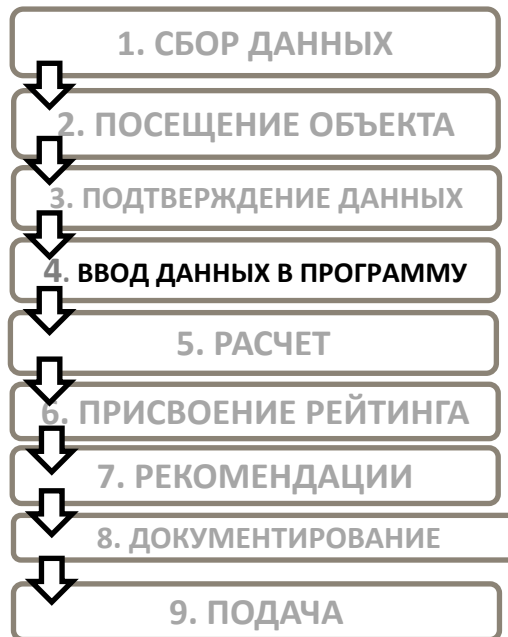 1. СБОР ДАННЫХ
2. ПОСЕЩЕНИЕ ОБЪЕКТА
3. ПОДТВЕРЖДЕНИЕ ДАННЫХ
4. ВВОД ДАННЫХ В ПРОГРАММУ
5. РАСЧЕТ
6. ПРИСВОЕНИЕ РЕЙТИНГА
7. РЕКОМЕНДАЦИИ
8. ДОКУМЕНТИРОВАНИЕ
9. ПОДАЧА